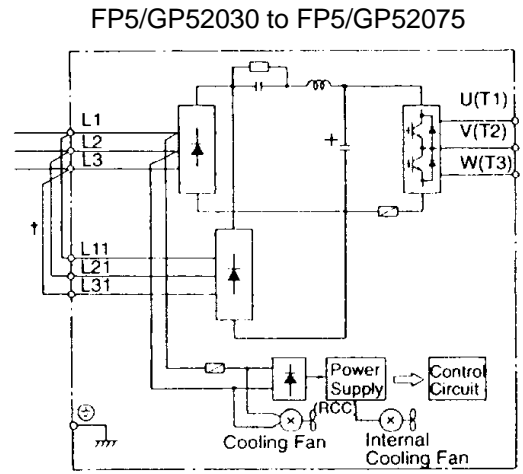 FP5/GP52030 to FP5/GP52075
L1
L2
L3
†
L11
L21
L31
+
U(T1)
V(T2)
W(T3)
Power
Supply
(RCC)
Control
Circuit
Cooling Fan
Internal
Cooling Fan